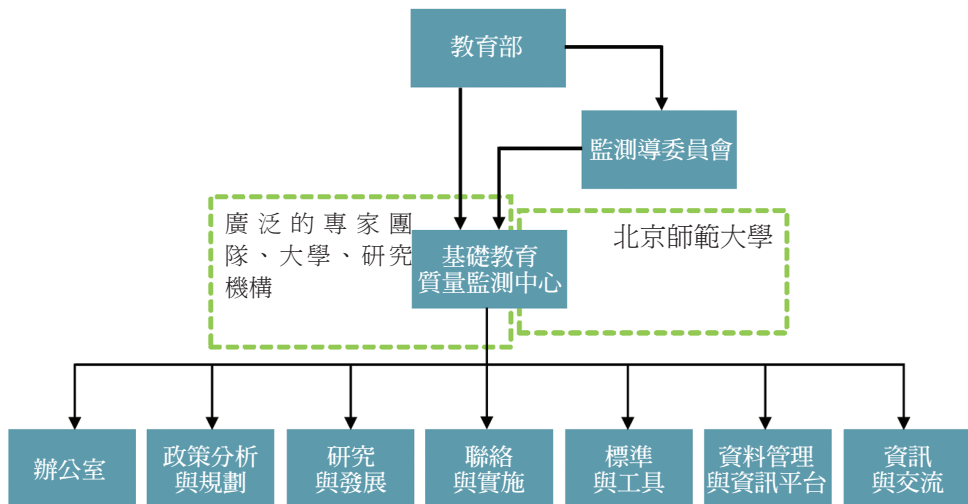 教育部
監測導委員會
廣泛的專家團
隊、大學、研究
機構
北京師範大學
基礎教育
質量監測中心
辦公室
政策分析
與規劃
研究
與發展
聯絡
與實施
標準
與工具
資料管理
與資訊平台
資訊
與交流